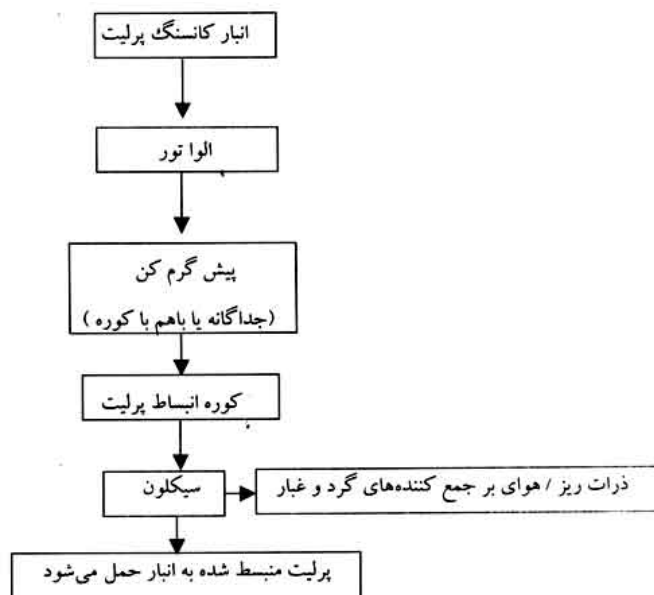 انبار کانسنگ پرلیت
الوا تور
پیش گرم کن
(جداگانه یا باهم با کوره )
کوره انبساط پرلیت
سیکلون
ذرات ریز / هوای بر جمع کننده‌های گرد و غبار
پرلیت منبسط شده به انبار حمل می‌شود